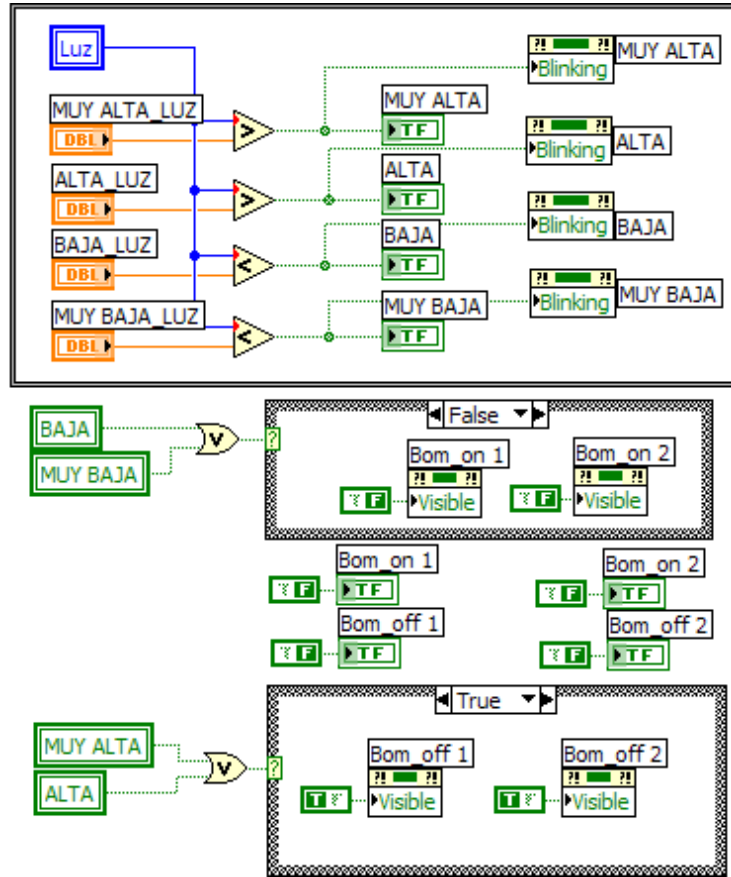 Luz
MUY ALTA
?! ?!
Blinking
MUY ALTA_LUZ
DBL
>
MUY ALTA
TF
?! ?!
Blinking
ALTA
ALTA_LUZ
DBL
>
ALTA
TF
?! ?!
Blinking
BAJA
BAJA_LUZ
DBL
<
BAJA
TF
?! ?!
Blinking
MUY BAJA
MUY BAJA_LUZ
DBL
<
MUY BAJA
TF
BAJA
MUY BAJA
V
?
False
Bom_on 1
?! ?!
F
Visible
Bom_on 2
?! ?!
F
Visible
Bom_on 1
F
TF
Bom_on 2
F
TF
Bom_off 1
F
TF
Bom_off 2
F
TF
MUY ALTA
ALTA
V
?
True
Bom_off 1
?! ?!
T
Visible
Bom_off 2
?! ?!
T
Visible